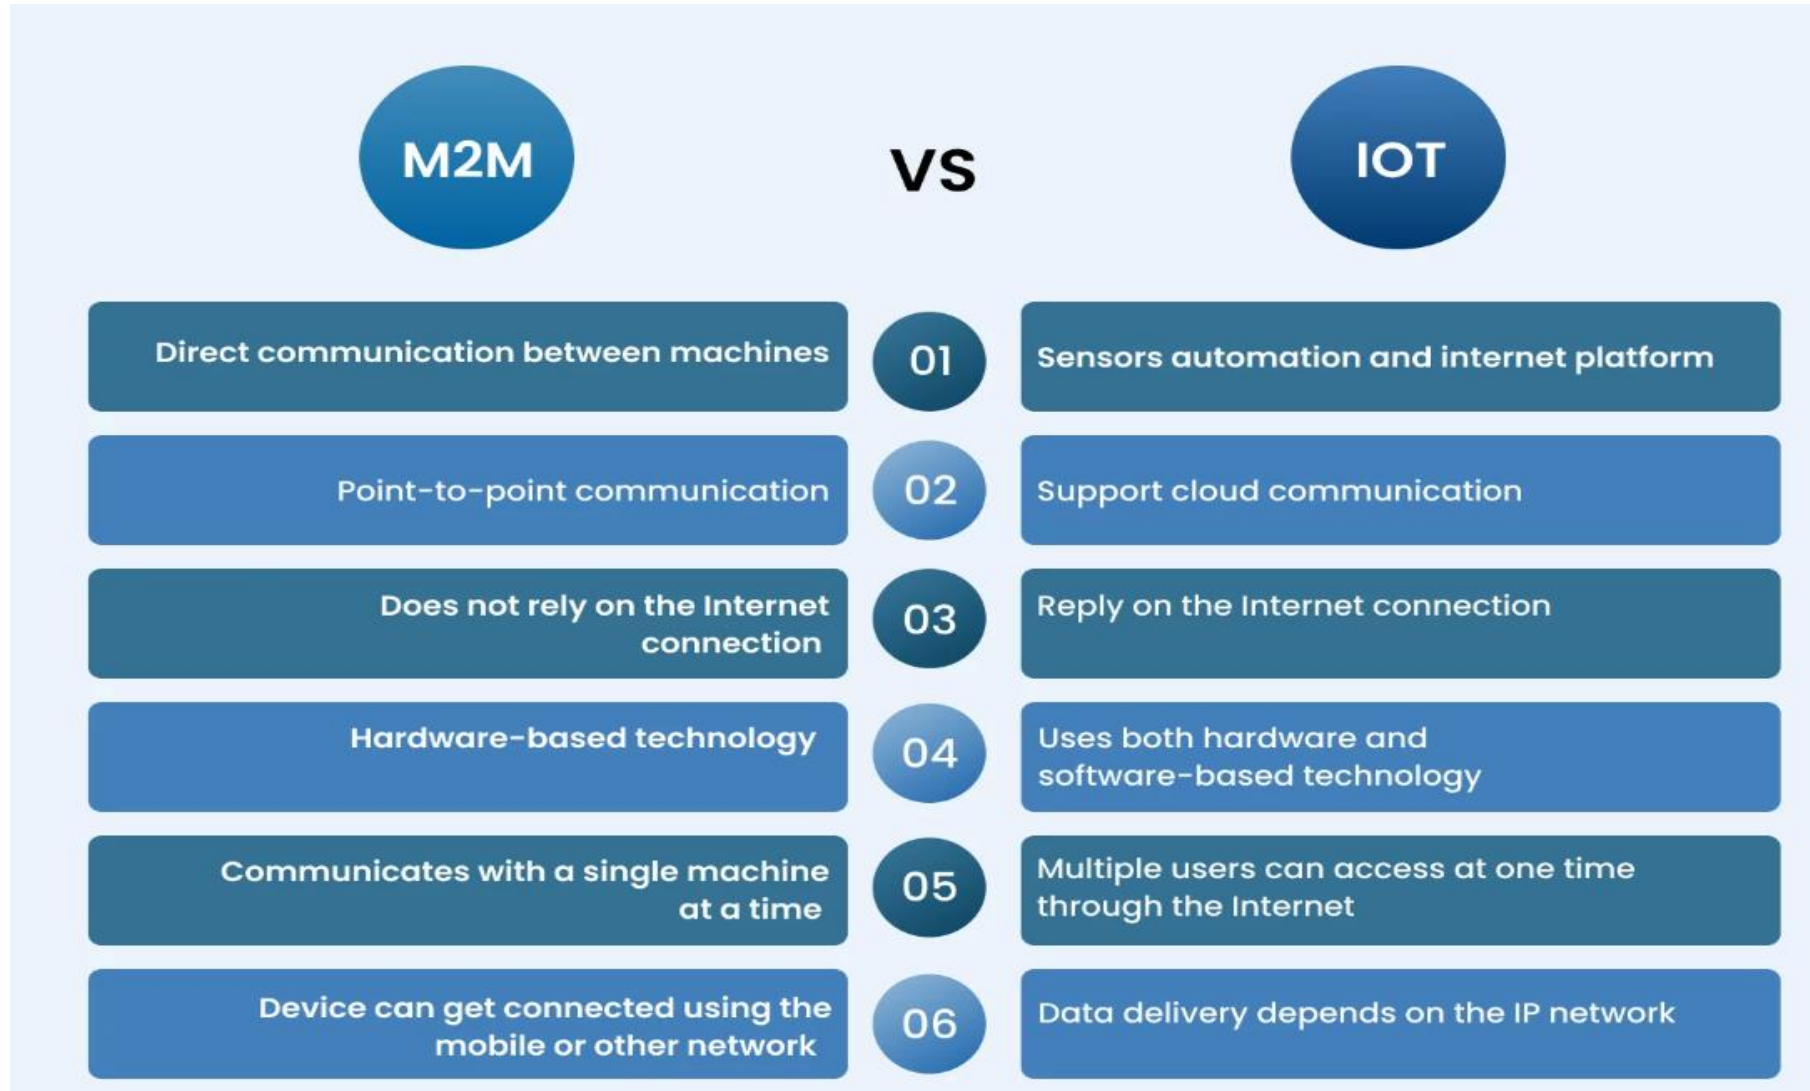 M2M
VS
IOT
Direct communication between machines
01
Sensors automation and internet platform
Point-to-point communication
02
Support cloud communication
Does not rely on the Internet
connection
03
Reply on the Internet connection
Hardware-based technology
04
Uses both hardware and
software-based technology
Communicates with a single machine
at a time
05
Multiple users can access at one time
through the Internet
Device can get connected using the
mobile or other network
06
Data delivery depends on the IP network